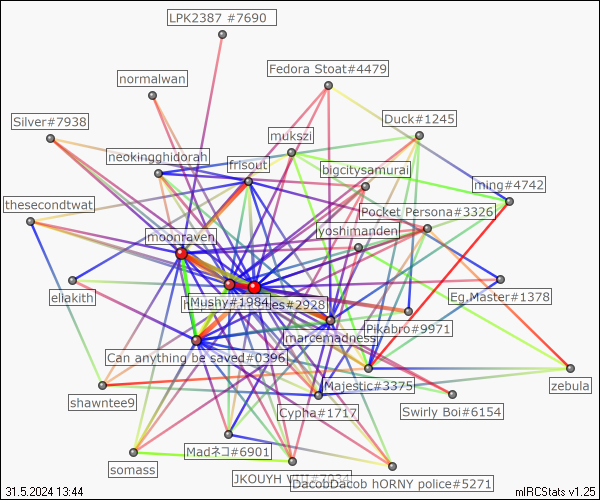 LPK2387 #7690
Fedora Stoat#4479
normalwan
Silver#7938
Duck#1245
mukszi
neokingghidorah
frisout
bigcitysamurai
ming#4742
thesecondtwat
Pocket Persona#3326
moonraven
yoshimanden
ellakith
Mushy#1984
es#2928
Eg.Master#1378
marcemadness
Pikabro#9971
Can anything be saved#0396
Majestic#3375
zebula
shawntee9
Cypha#1717
Swirly Boi#6154
Madネコ#6901
somass
JKOUYH
DacobDacob hORNY police#5271
31.5.2024 13:44
mIRCStats v1.25